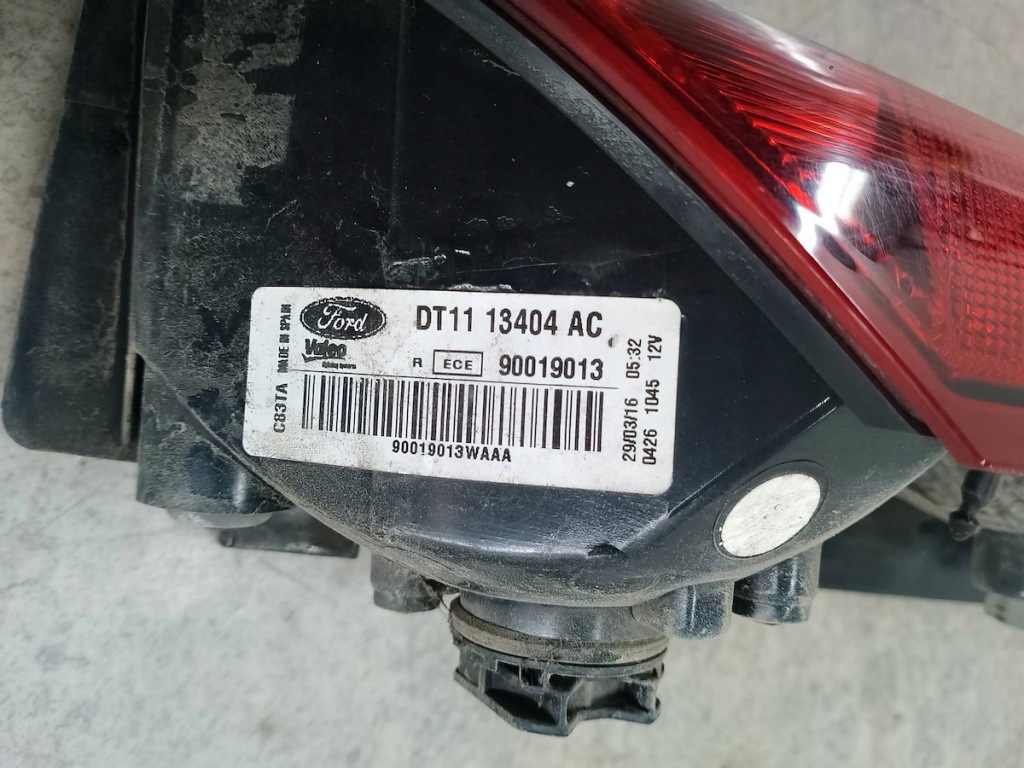 C83TA MADE IN SPAIN
Ford
DT11 13404 AC
Valeo
R ECE 90019013
90019013WAAA
29/03/16 05:32
0426 1D45 12V